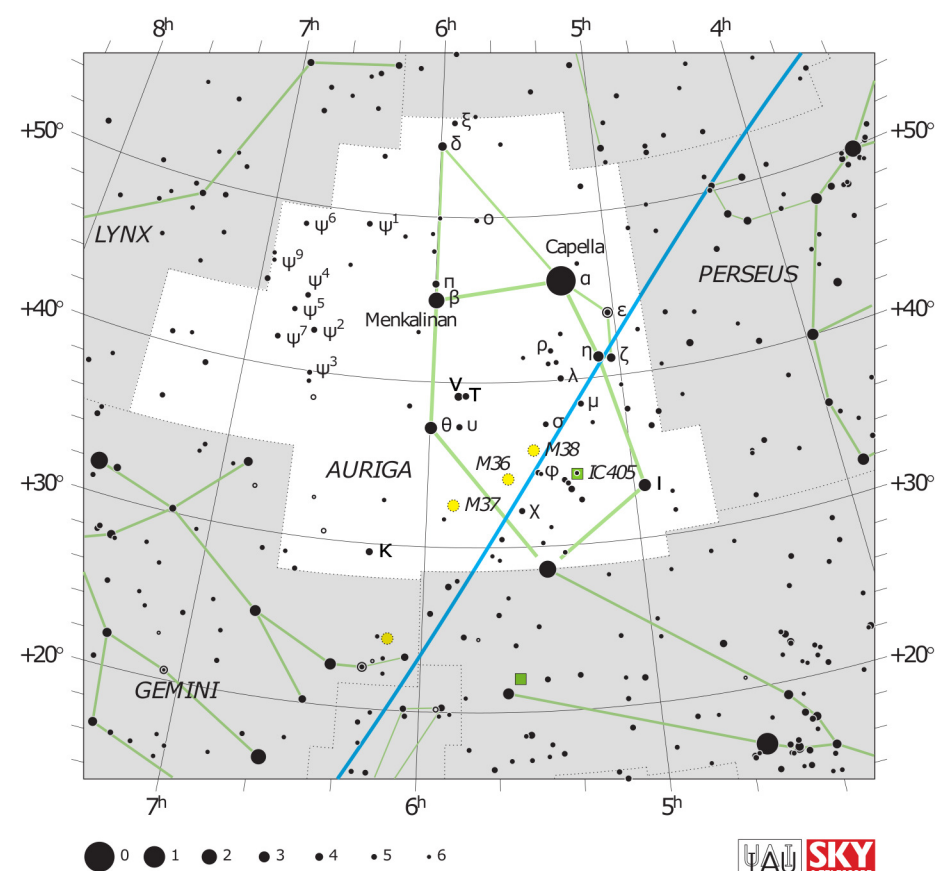 8h 7h 6h 5h 4h
+50° +50°
ξ
δ
ψ6 ψ1 ο
LYNX
Capella
ψ9
PERSEUS
ψ4 π α
β
ψ5 Menkalinan ε
ψ7 ψ2
+40° +40°
ρ η ζ
ψ3 λ
V T
μ
θ υ σ
M38
AURIGA M36 φ IC405
ι
+30° +30°
M37 χ
K
+20° +20°
GEMINI
7h 6h 5h
0 1 2 3 4 5 6
IAU SKY